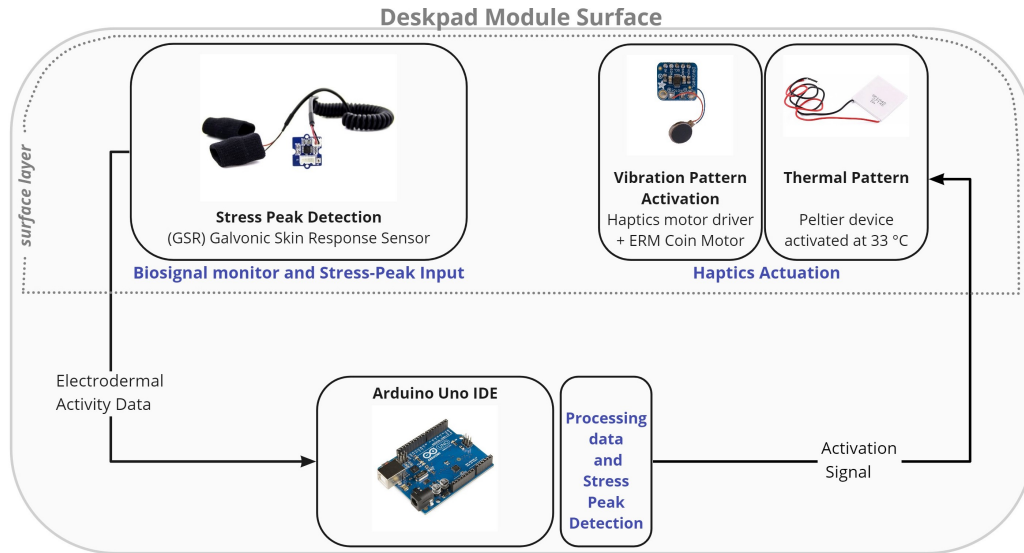 Deskpad Module Surface
surface layer
Stress Peak Detection
(GSR) Galvonic Skin Response Sensor
Biosignal monitor and Stress-Peak Input
Vibration Pattern
Activation
Haptics motor driver
+ ERM Coin Motor
Thermal Pattern
Peltier device
activated at 33 °C
Haptics Actuation
Electrodermal
Activity Data
Arduino Uno IDE
Processing
data
and
Stress
Peak
Detection
Activation
Signal